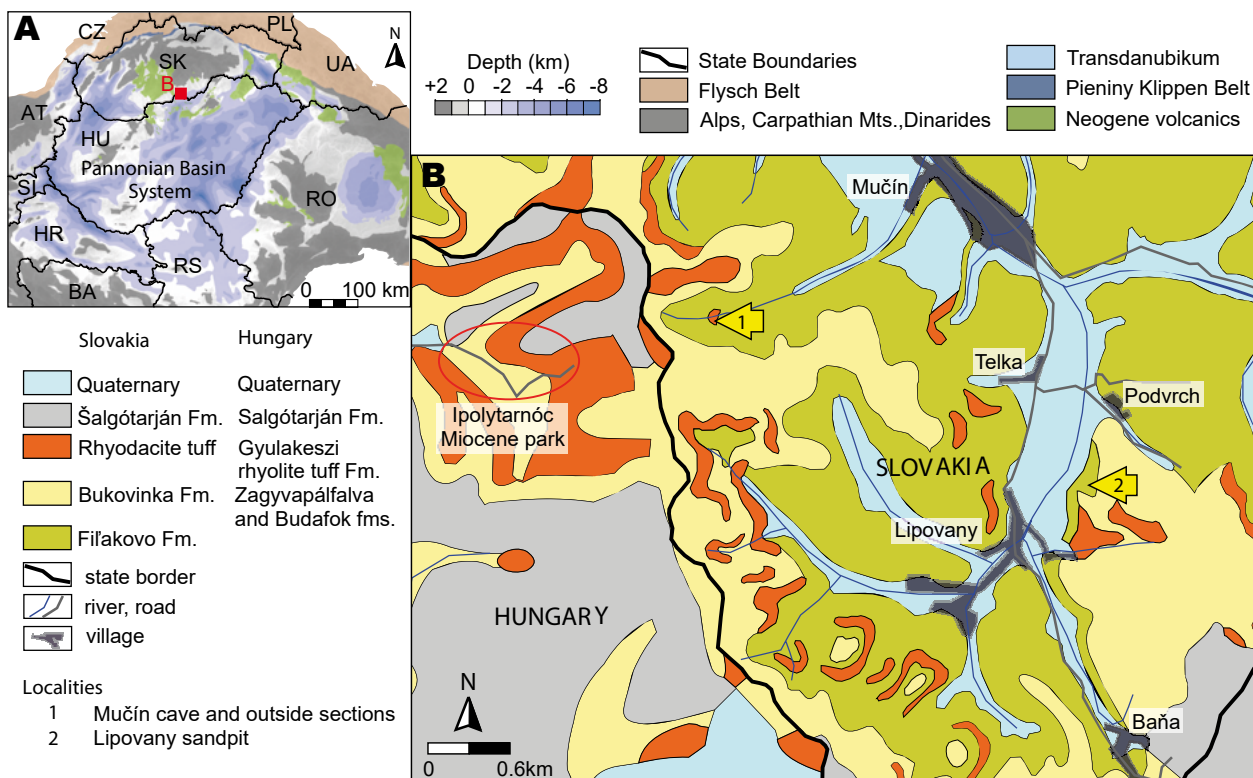 A
CZ
PL
N
SK
UA
B
AT
HU
Pannonian Basin
System
SI
RO
HR
RS
BA
0 100 km
Depth (km)
+2 0 -2 -4 -6 -8
State Boundaries
Flysch Belt
Alps, Carpathian Mts.,Dinarides
Transdanubikum
Pieniny Klippen Belt
Neogene volcanics
Slovakia Hungary
Quaternary Quaternary
Šalgótarján Fm. Salgótarján Fm.
Rhyodacite tuff Gyulakeszi
rhyolite tuff Fm.
Bukovinka Fm. Zagyvapálfalva
and Budafok fms.
Fiľakovo Fm.
state border
river, road
village
Localities
1 Mučín cave and outside sections
2 Lipovany sandpit
B
Mučín
1
Telka
Podvrch
Ipolytarnóc
Miocene park
SLOVAKIA
2
Lipovany
HUNGARY
N
0 0.6km
Baňa